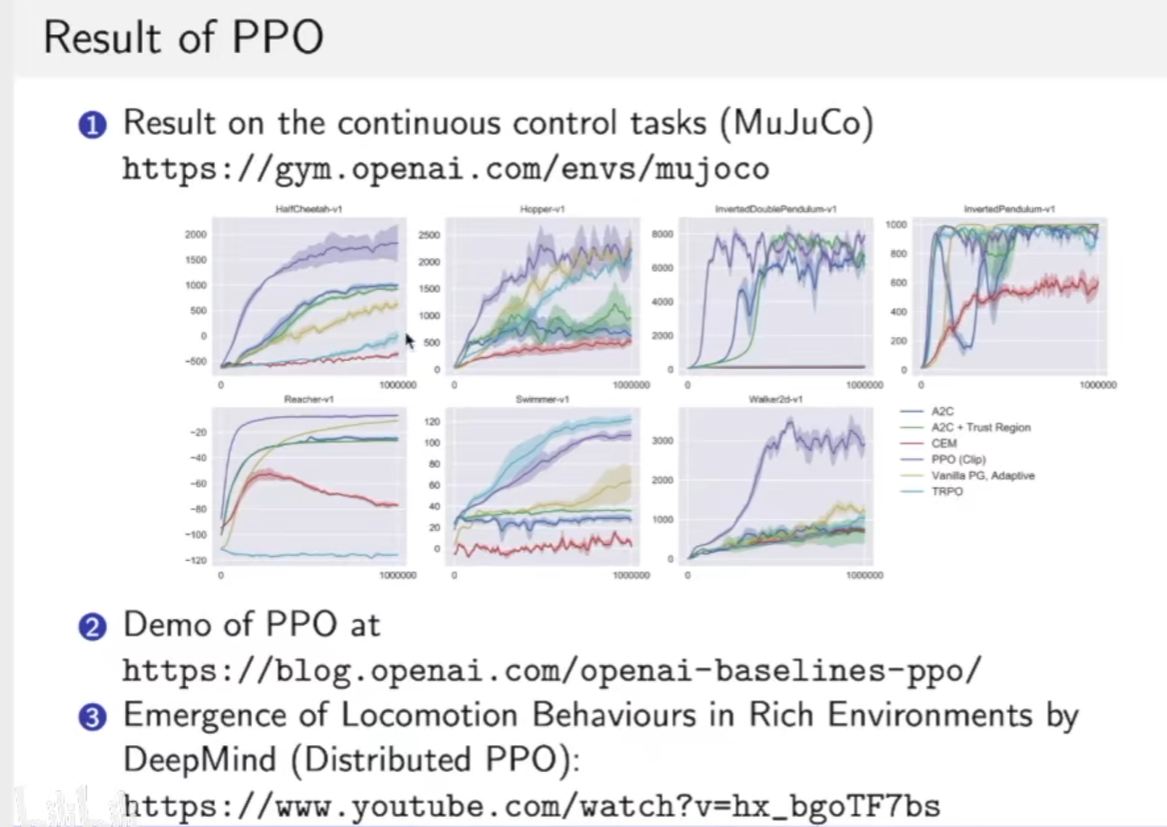 Result of PPO
1 Result on the continuous control tasks (MuJuCo)
https://gym.openai.com/envs/mujoco
HalfCheetah-v1
2000
1500
1000
500
0
−500
0
1000000
Hopper-v1
2500
2000
1500
1000
500
0
0
1000000
InvertedDoublePendulum-v1
8000
6000
4000
2000
0
0
1000000
InvertedPendulum-v1
1000
800
600
400
200
0
0
1000000
Reacher-v1
−20
−40
−60
−80
−100
−120
0
1000000
Swimmer-v1
120
100
80
60
40
20
0
0
1000000
Walker2d-v1
3000
2000
1000
0
0
1000000
A2C
A2C + Trust Region
CEM
PPO (Clip)
Vanilla PG, Adaptive
TRPO
2 Demo of PPO at
https://blog.openai.com/openai-baselines-ppo/
3 Emergence of Locomotion Behaviours in Rich Environments by
DeepMind (Distributed PPO):
https://www.youtube.com/watch?v=hx_bgoTF7bs